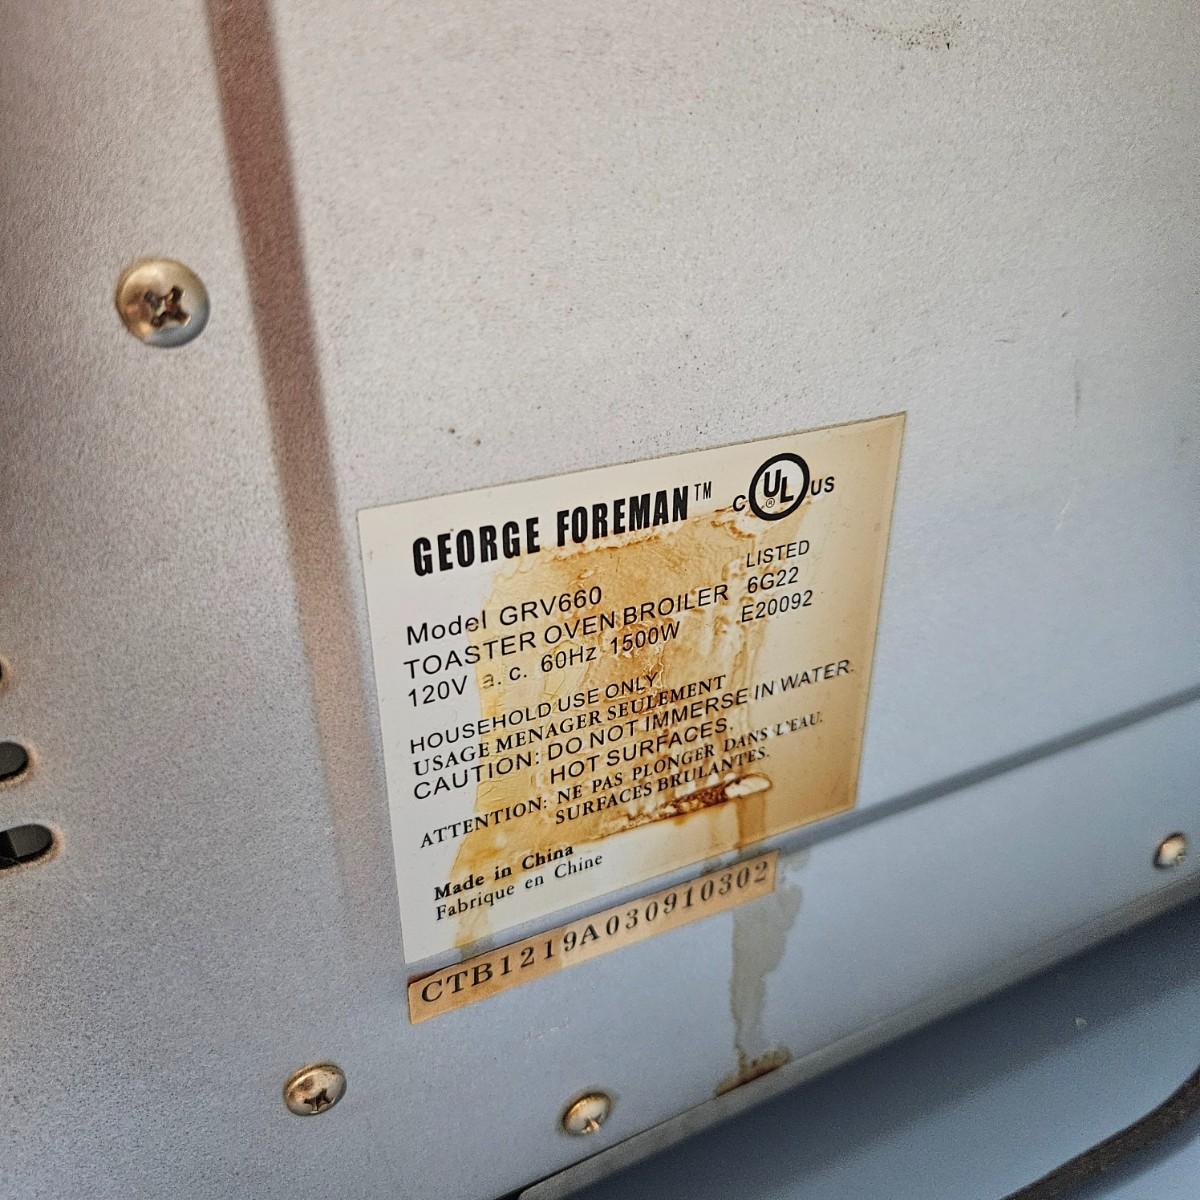 GEORGE FOREMAN™
C UL® US
LISTED
Model GRV660
6G22
TOASTER OVEN BROILER
E20092
120V a.c. 60Hz 1500W
HOUSEHOLD USE ONLY
USAGE MENAGER SEULEMENT
CAUTION: DO NOT IMMERSE IN WATER.
HOT SURFACES.
ATTENTION: NE PAS PLONGER DANS L'EAU.
SURFACES BRULANTES.
Made in China
Fabrique en Chine
CTB1219A030910302